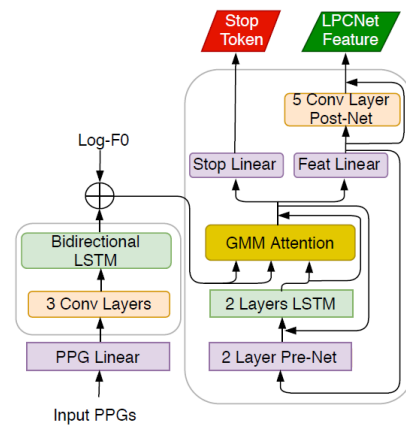 Stop
Token
LPCNet
Feature
5 Conv Layer
Post-Net
Log-F0
Stop Linear
Feat Linear
Bidirectional
LSTM
GMM Attention
3 Conv Layers
2 Layers LSTM
PPG Linear
2 Layer Pre-Net
Input PPGs